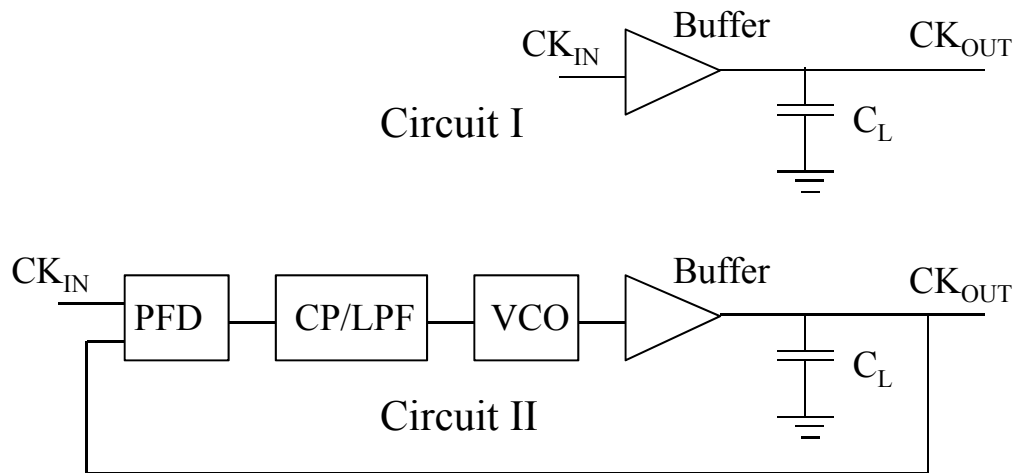 Buffer
CK_IN
CK_OUT
Circuit I
C_L
CK_IN
PFD
CP/LPF
VCO
Buffer
CK_OUT
C_L
Circuit II